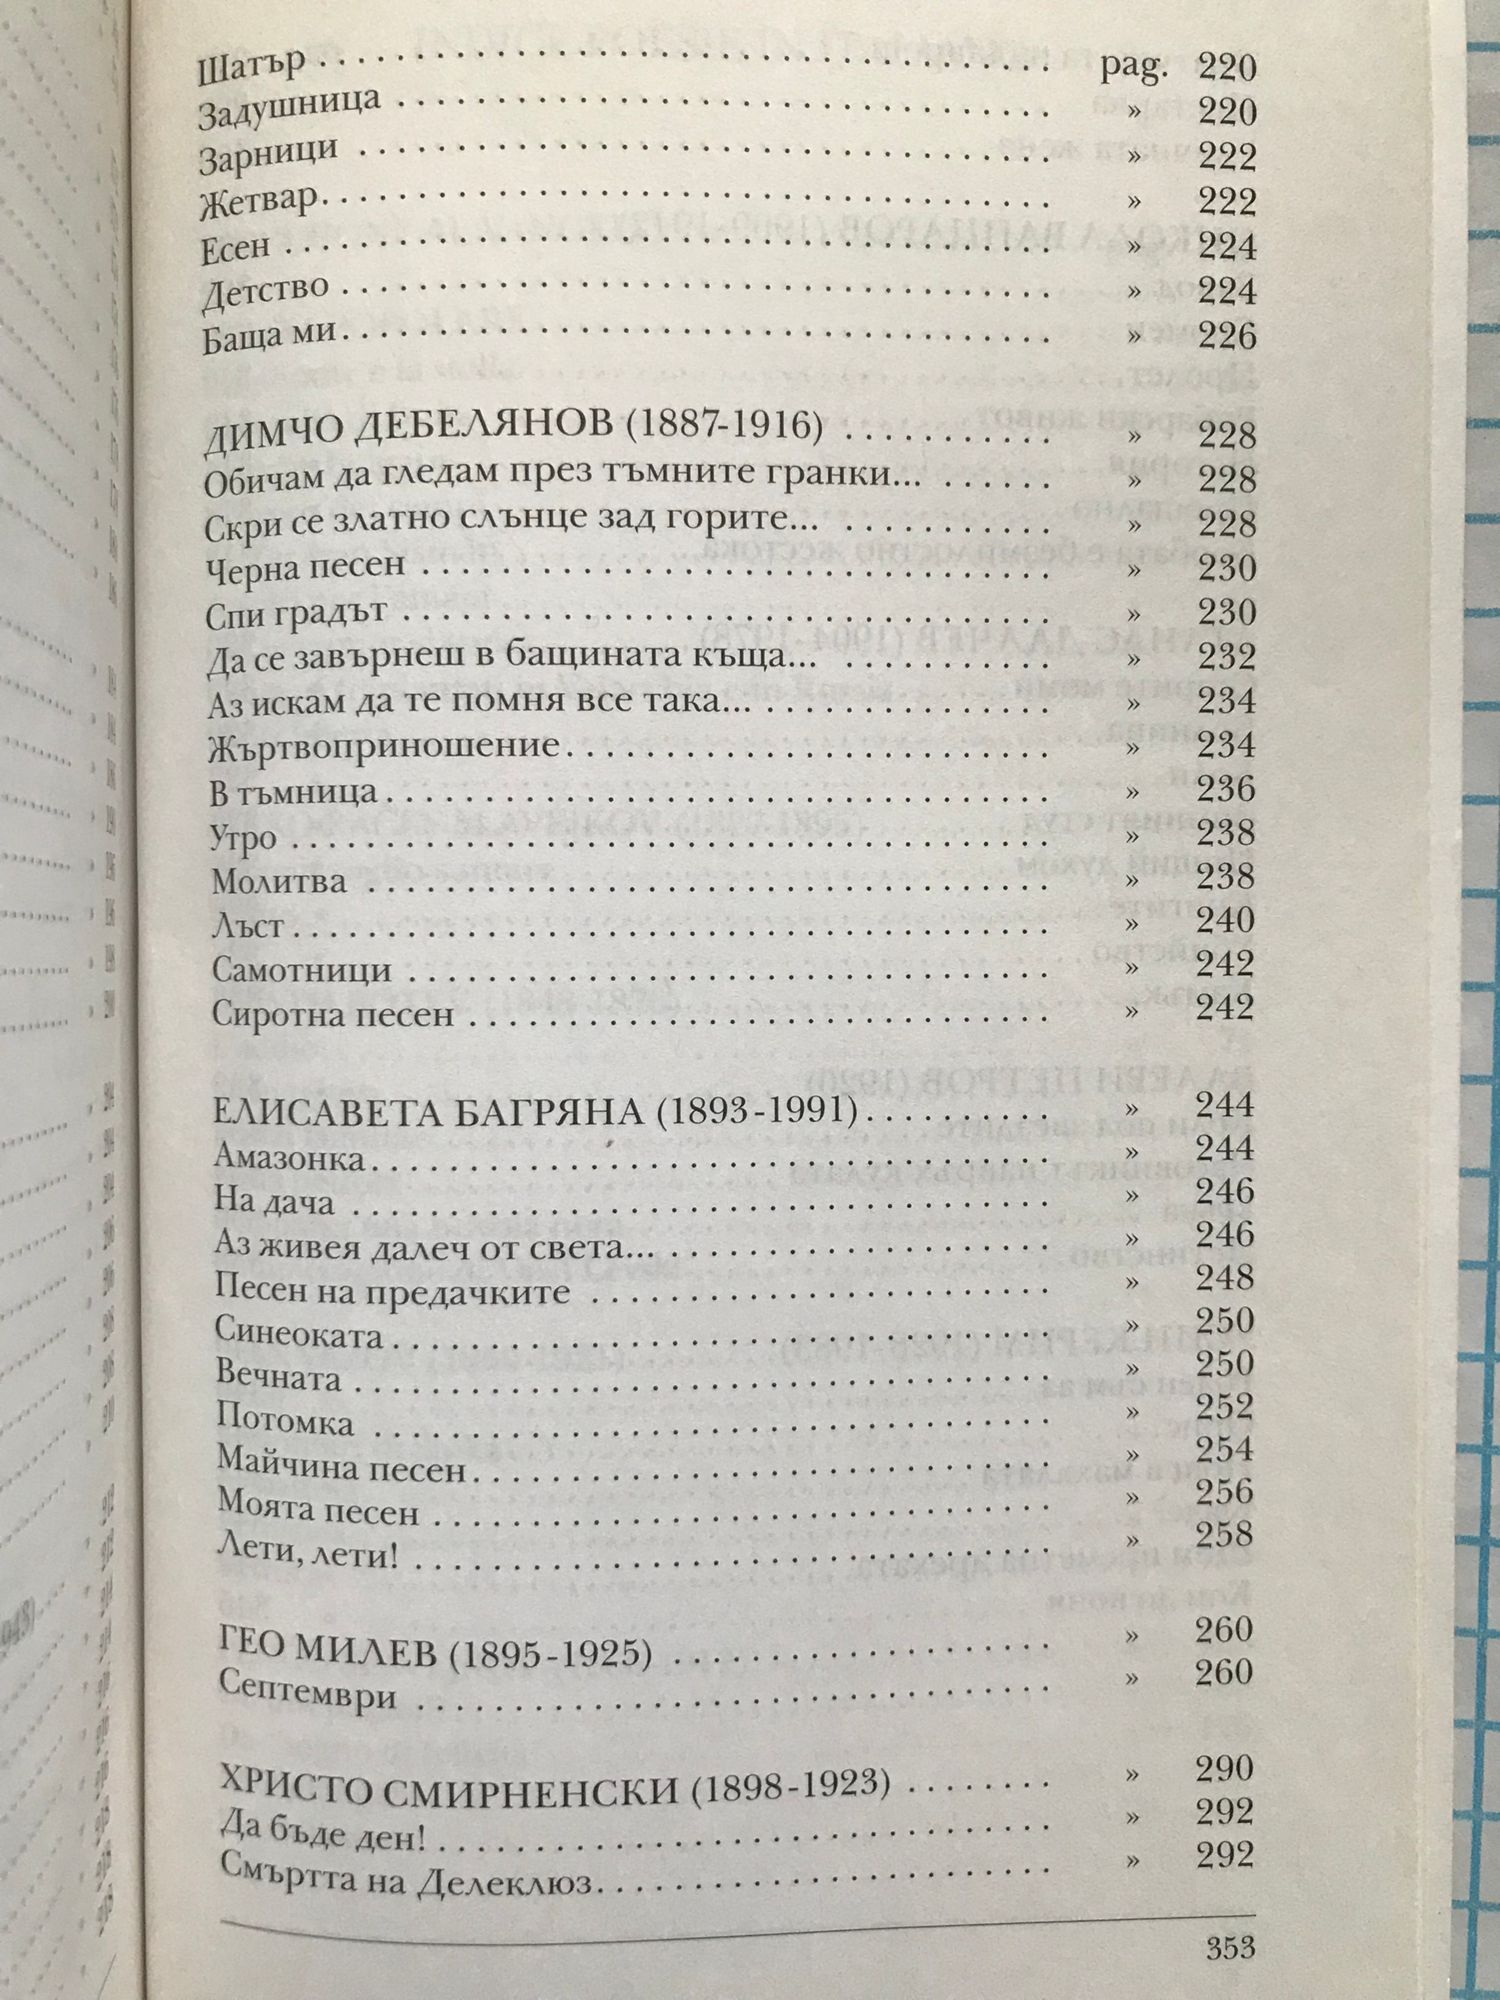 Шатър . . . . . . . . . . . . . . . . . . . . . . . . . . . . . . pag. 220
Задушница . . . . . . . . . . . . . . . . . . . . . . . . . . . . . . » 220
Зарници . . . . . . . . . . . . . . . . . . . . . . . . . . . . . . » 222
Жетвар . . . . . . . . . . . . . . . . . . . . . . . . . . . . . . » 222
Есен . . . . . . . . . . . . . . . . . . . . . . . . . . . . . . » 224
Детство . . . . . . . . . . . . . . . . . . . . . . . . . . . . . . » 224
Баща ми . . . . . . . . . . . . . . . . . . . . . . . . . . . . . . » 226
ДИМЧО ДЕБЕЛЯНОВ (1887-1916) . . . . . . . . . . . » 228
Обичам да гледам през тъмните гранки... . . . . . . » 228
Скри се златно слънце зад горите... . . . . . . . . . . . » 228
Черна песен . . . . . . . . . . . . . . . . . . . . . . . . . » 230
Спи градът . . . . . . . . . . . . . . . . . . . . . . . . . . » 230
Да се завърнеш в бащината къща... . . . . . . . . . . . » 232
Аз искам да те помня все така... . . . . . . . . . . . . . » 234
Жъртвоприношение . . . . . . . . . . . . . . . . . . . . » 234
В тъмница . . . . . . . . . . . . . . . . . . . . . . . . . . » 236
Утро . . . . . . . . . . . . . . . . . . . . . . . . . . . . . . » 238
Молитва . . . . . . . . . . . . . . . . . . . . . . . . . . . » 238
Лъст . . . . . . . . . . . . . . . . . . . . . . . . . . . . . . » 240
Самотници . . . . . . . . . . . . . . . . . . . . . . . . . . » 242
Сиротна песен . . . . . . . . . . . . . . . . . . . . . . . » 242
ЕЛИСАВЕТА БАГРЯНА (1893-1991) . . . . . . . . . . » 244
Амазонка . . . . . . . . . . . . . . . . . . . . . . . . . . . » 244
На дача . . . . . . . . . . . . . . . . . . . . . . . . . . . . » 246
Аз живея далеч от света... . . . . . . . . . . . . . . . . » 246
Песен на предачките . . . . . . . . . . . . . . . . . . . » 248
Синеоката . . . . . . . . . . . . . . . . . . . . . . . . . . » 250
Вечната . . . . . . . . . . . . . . . . . . . . . . . . . . . . » 250
Потомка . . . . . . . . . . . . . . . . . . . . . . . . . . . » 252
Майчина песен . . . . . . . . . . . . . . . . . . . . . . . » 254
Моята песен . . . . . . . . . . . . . . . . . . . . . . . . . » 256
Лети, лети! . . . . . . . . . . . . . . . . . . . . . . . . . . » 258
ГЕО МИЛЕВ (1895-1925) . . . . . . . . . . . . . . . . . » 260
Септември . . . . . . . . . . . . . . . . . . . . . . . . . . » 260
ХРИСТО СМИРНЕНСКИ (1898-1923) . . . . . . . . » 290
Да бъде ден! . . . . . . . . . . . . . . . . . . . . . . . . . » 292
Смъртта на Делеклюз . . . . . . . . . . . . . . . . . . . » 292
353